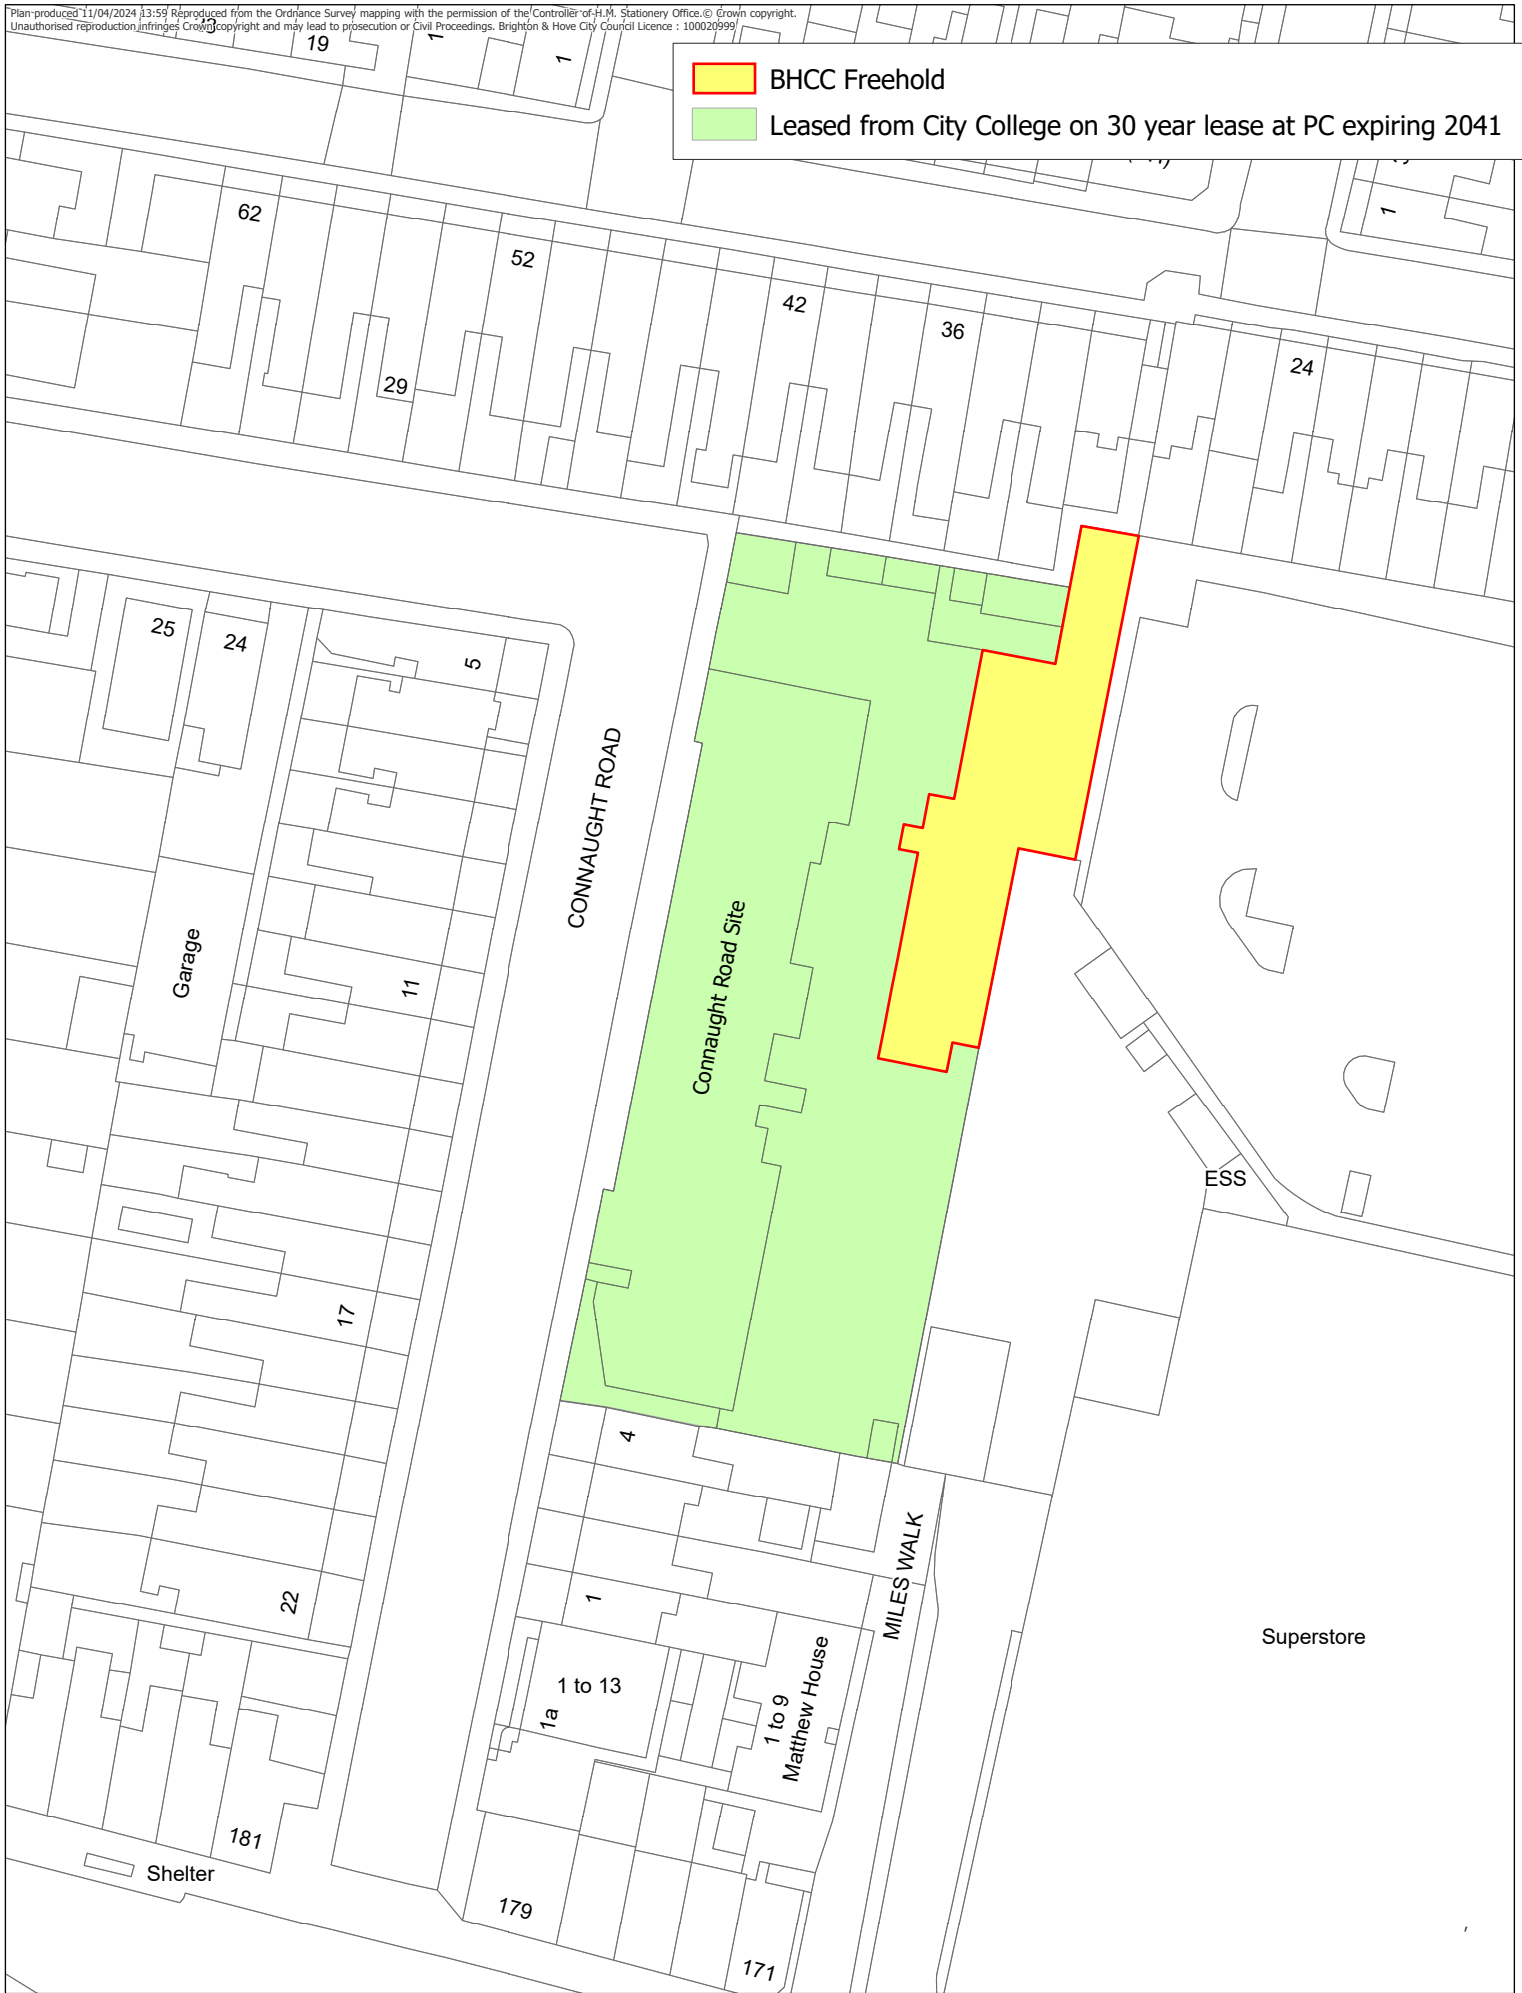 Plan produced 11/04/2024 13:59 Reproduced from the Ordnance Survey mapping with the permission of the Controller of H.M. Stationery Office.© Crown copyright.
Unauthorised reproduction infringes Crown copyright and may lead to prosecution or Civil Proceedings. Brighton & Hove City Council Licence : 100020999
19
1
1
BHCC Freehold
Leased from City College on 30 year lease at PC expiring 2041
1
62
52
42
36
24
29
25
24
5
CONNAUGHT ROAD
Connaught Road Site
Garage
11
ESS
17
4
22
1
MILES WALK
Superstore
1 to 13
1a
1 to 9
Matthew House
181
Shelter
179
171